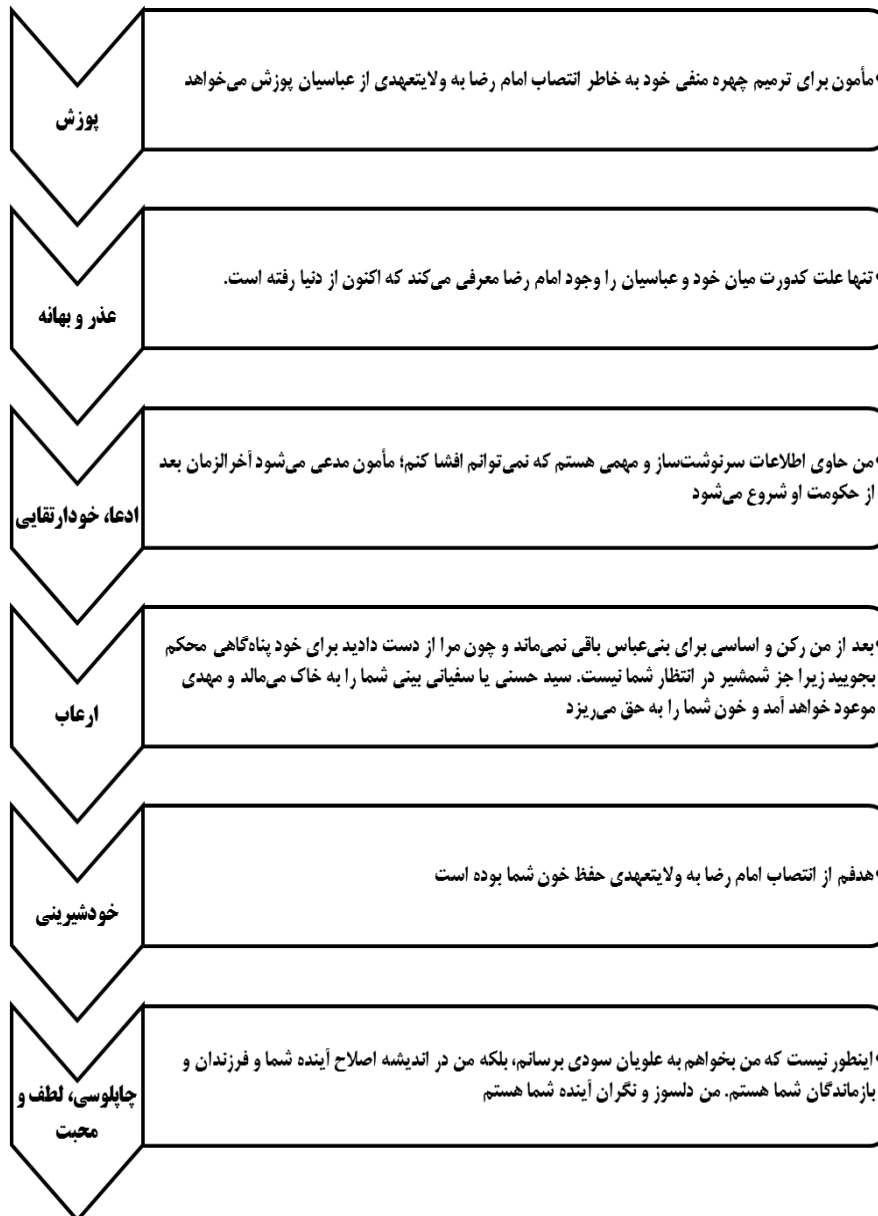 پوزش
•مأمون برای ترمیم چهره منفی خود به خاطر انتصاب امام رضا به ولایتعهدی از عباسیان پوزش می‌خواهد
عذر و بهانه
•تنها علت کدورت میان خود و عباسیان را وجود امام رضا معرفی می‌کند که اکنون از دنیا رفته است.
ادعا، خودارتقایی
•من حاوی اطلاعات سرنوشت‌ساز و مهمی هستم که نمی‌توانم افشا کنم؛ مأمون مدعی می‌شود آخرالزمان بعد
از حکومت او شروع می‌شود
ارعاب
•بعد از من رکن و اساسی برای بنی‌عباس باقی نمی‌ماند و چون مرا از دست دادید برای خود پناه‌گاهی محکم
بجویید زیرا جز شمشیر در انتظار شما نیست. سید حسنی یا سفیانی بینی شما را به خاک می‌مالد و مهدی
موعود خواهد آمد و خون شما را به حق می‌ریزد
خودشیرینی
•هدفم از انتصاب امام رضا به ولایتعهدی حفظ خون شما بوده است
چاپلوسی، لطف و
محبت
•اینطور نیست که من بخواهم به علویان سودی برسانم، بلکه من در اندیشه اصلاح آینده شما و فرزندان و
بازماندگان شما هستم. من دلسوز و نگران آینده شما هستم